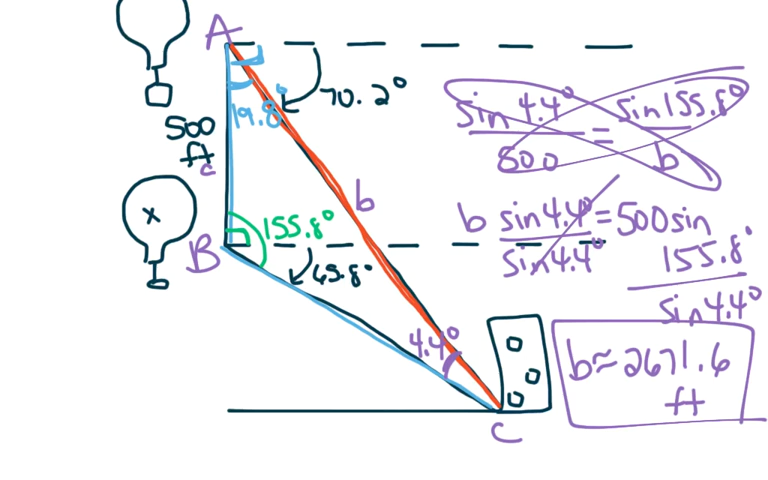 A
70.2°
19.8°
500
ft
c
b
155.8°
B
65.8°
4.4°
C
x
sin 4.4° = sin 155.8°
500 b
b sin 4.4° = 500 sin 155.8°
sin 4.4° sin 4.4°
b ≈ 2671.6
ft